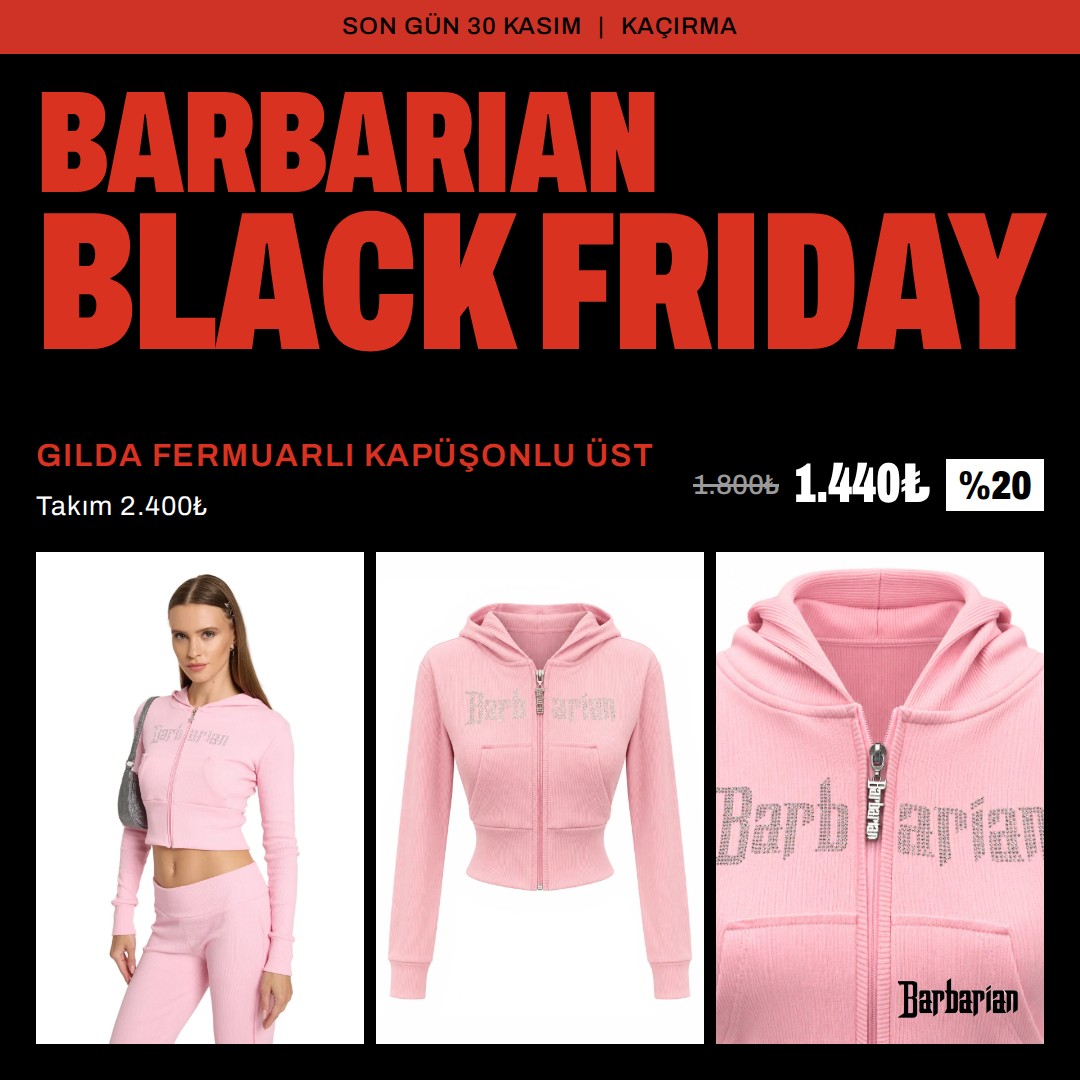 SON GÜN 30 KASIM | KAÇIRMA
BARBARIAN
BLACK FRIDAY
GILDA FERMUARLI KAPÜŞONLU ÜST
Takım 2.400₺
1.800₺ 1.440₺ %20
Barbarian
Barbarian
Barbarian
Barbarian
Barbarian